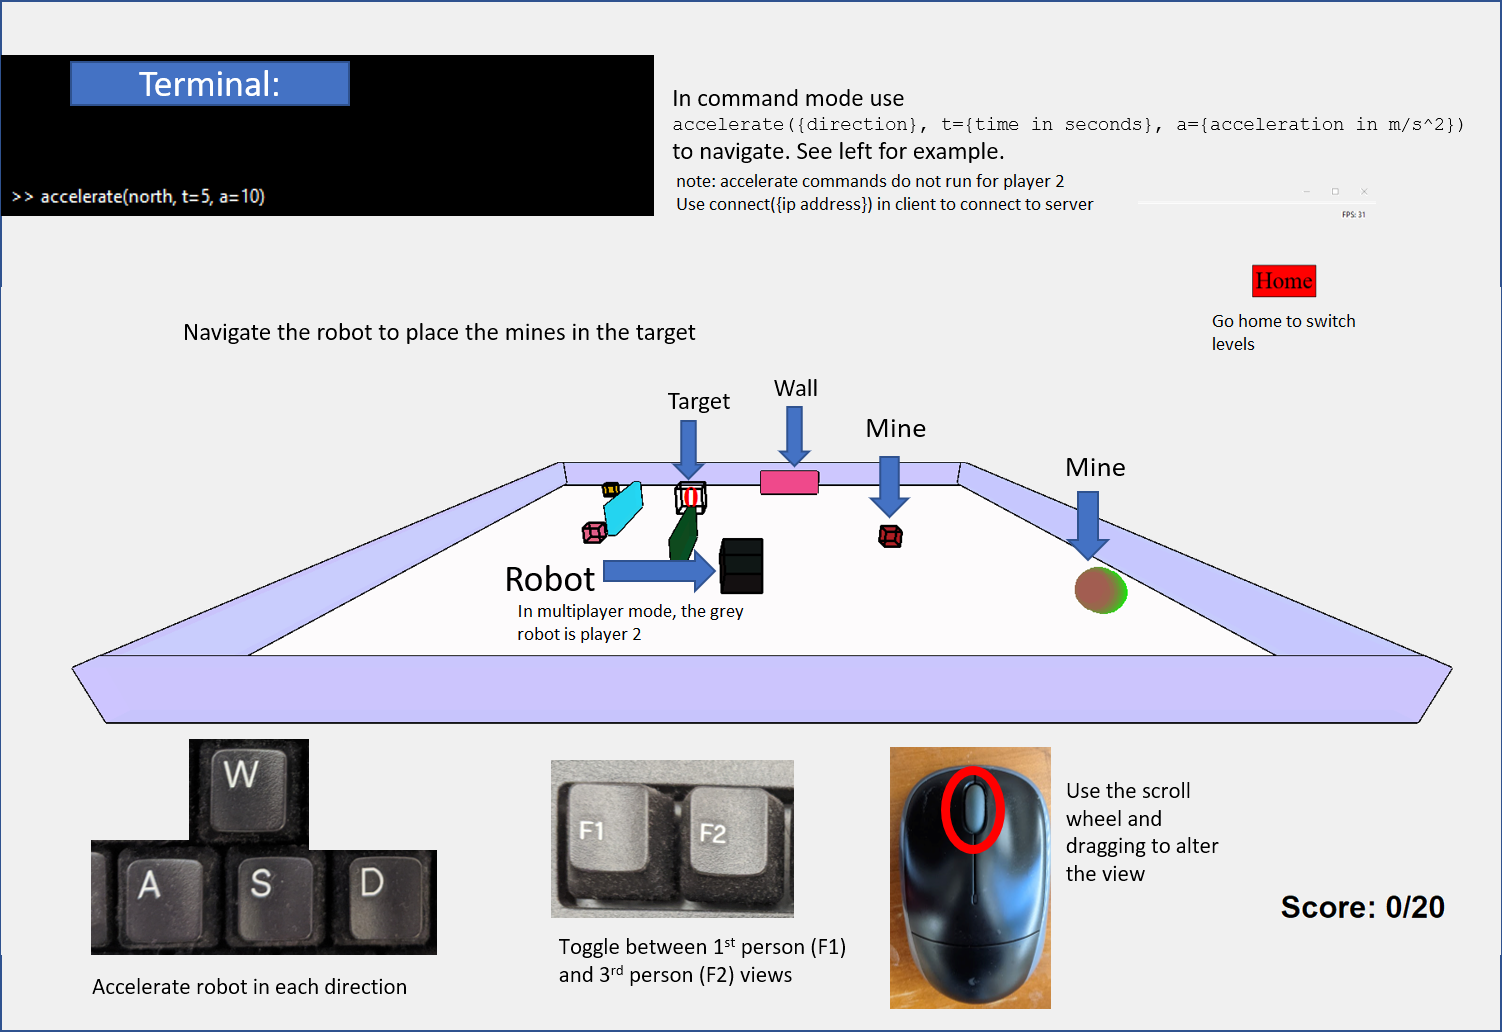 Terminal:
>> accelerate(north, t=5, a=10)
In command mode use
accelerate({direction}, t={time in seconds}, a={acceleration in m/s^2})
to navigate. See left for example.
note: accelerate commands do not run for player 2
Use connect({ip address}) in client to connect to server
FPS: 31
Home
Go home to switch
levels
Navigate the robot to place the mines in the target
Target
Wall
Mine
Mine
0
Robot
In multiplayer mode, the grey
robot is player 2
W
A
S
D
Accelerate robot in each direction
F1
F2
Toggle between 1st person (F1)
and 3rd person (F2) views
Use the scroll
wheel and
dragging to alter
the view
Score: 0/20